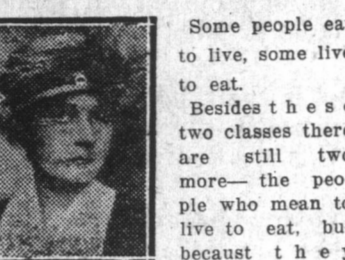 Some people ea
to live, some live
to eat.
Besides t h e s e
two classes there
are still two
more— the peo
ple who mean to
live to eat, bu
becaust t h e y